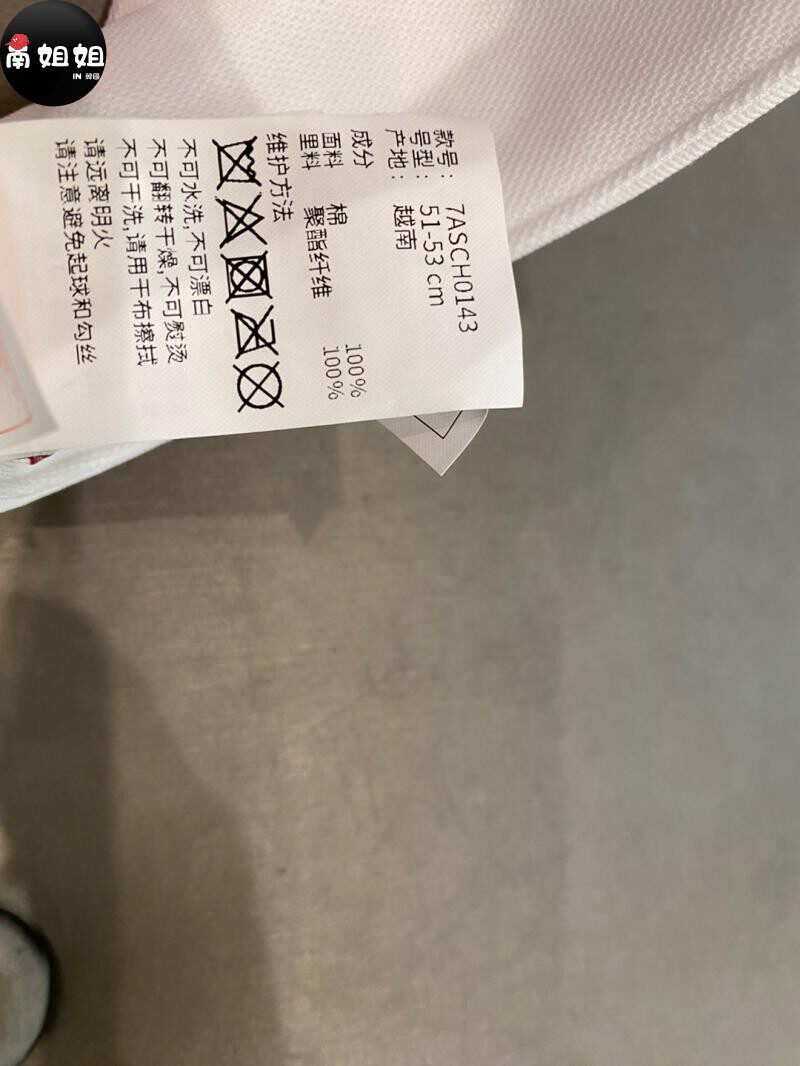 南姐姐
IN 韓國
款号： 7ASCH0143
号型： 51-53 cm
产地： 越南
成分
面料 棉 100%
里料 聚酯纤维 100%
维护方法
不可水洗,不可漂白
不可翻转干燥,不可熨烫
不可干洗,请用干布擦拭
请远离明火
请注意避免起球和勾丝